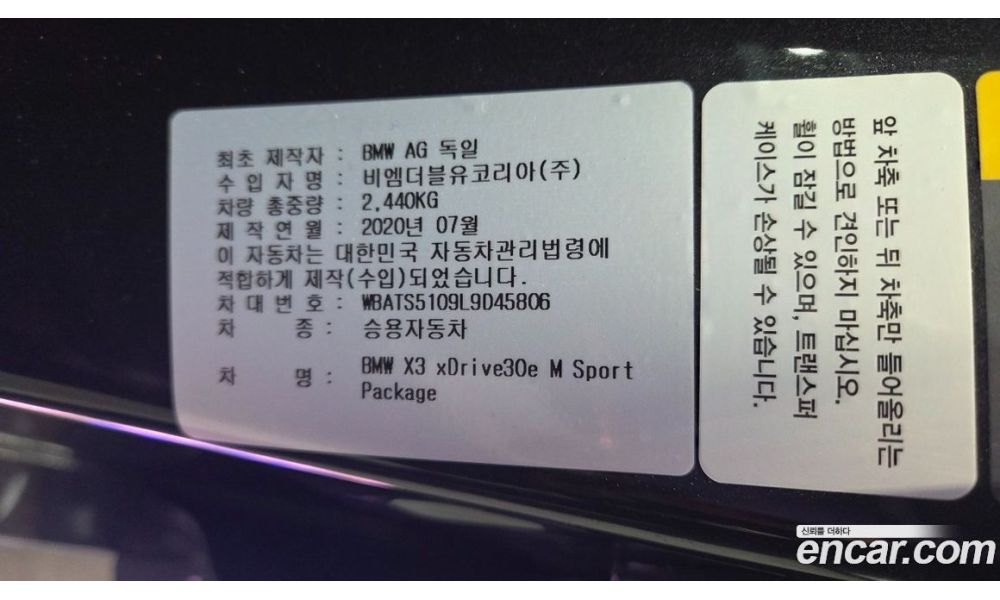 최초 제작자 : BMW AG 독일
수 입 자 명 : 비엠더블유코리아(주)
차량 총중량 : 2,440KG
제 작 연 월 : 2020년 07월
이 자동차는 대한민국 자동차관리법령에
적합하게 제작(수입)되었습니다.
차 대 번 호 : WBATS5109L9D45806
차 종 : 승용자동차
차 명 : BMW X3 xDrive30e M Sport
Package
앞 차축 또는 뒤 차축만 들어올리는
방법으로 견인하지 마십시오.
휠이 잠길 수 있으며, 트랜스퍼
케이스가 손상될 수 있습니다.
신뢰를 더하다
encar.com